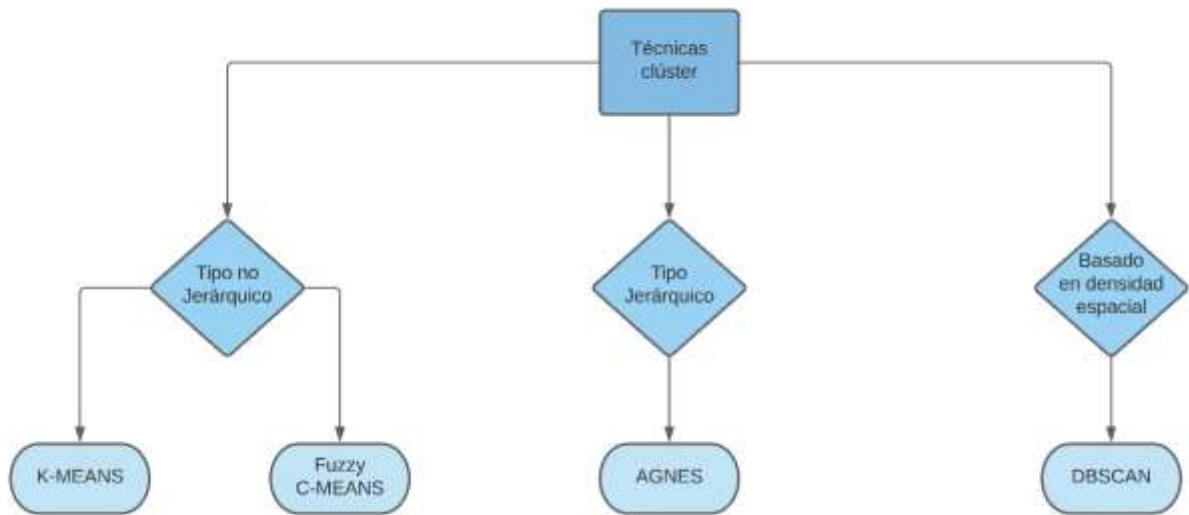 Técnicas
clúster
Tipo no
Jerárquico
Tipo
Jerárquico
Basado
en densidad
espacial
K-MEANS
Fuzzy
C-MEANS
AGNES
DBSCAN